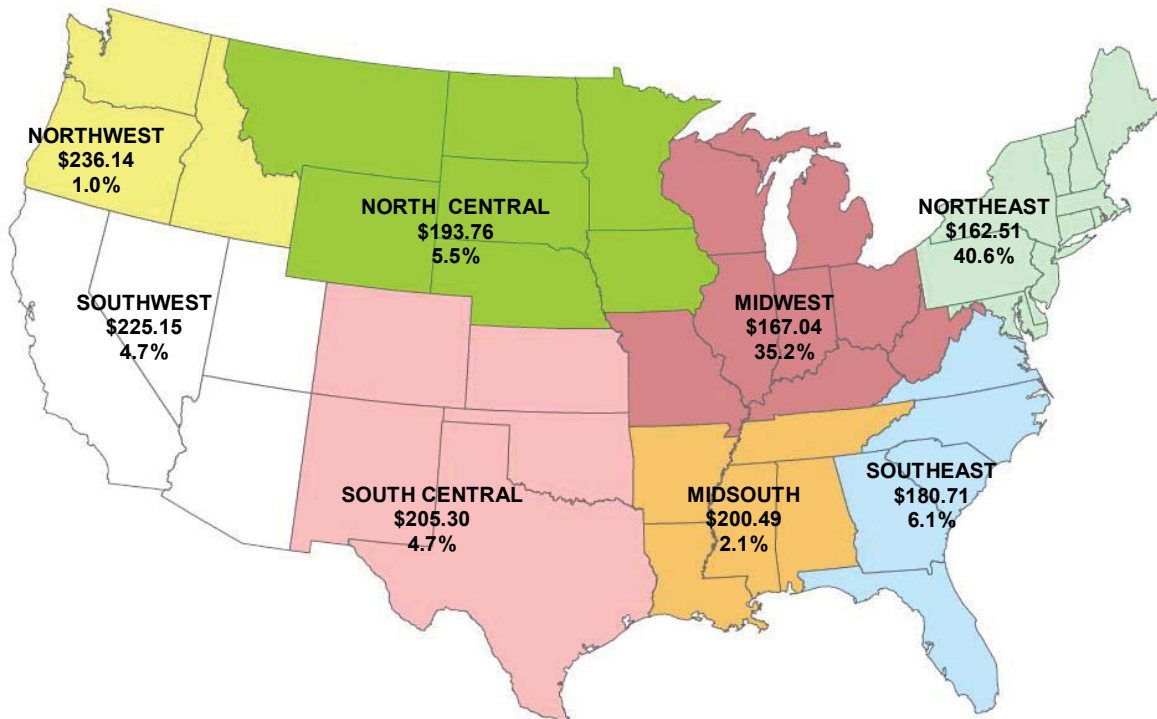 NORTHWEST
$236.14
1.0%
NORTH CENTRAL
$193.76
5.5%
NORTHEAST
$162.51
40.6%
SOUTHWEST
$225.15
4.7%
MIDWEST
$167.04
35.2%
SOUTH CENTRAL
$205.30
4.7%
MIDSOUTH
$200.49
2.1%
SOUTHEAST
$180.71
6.1%